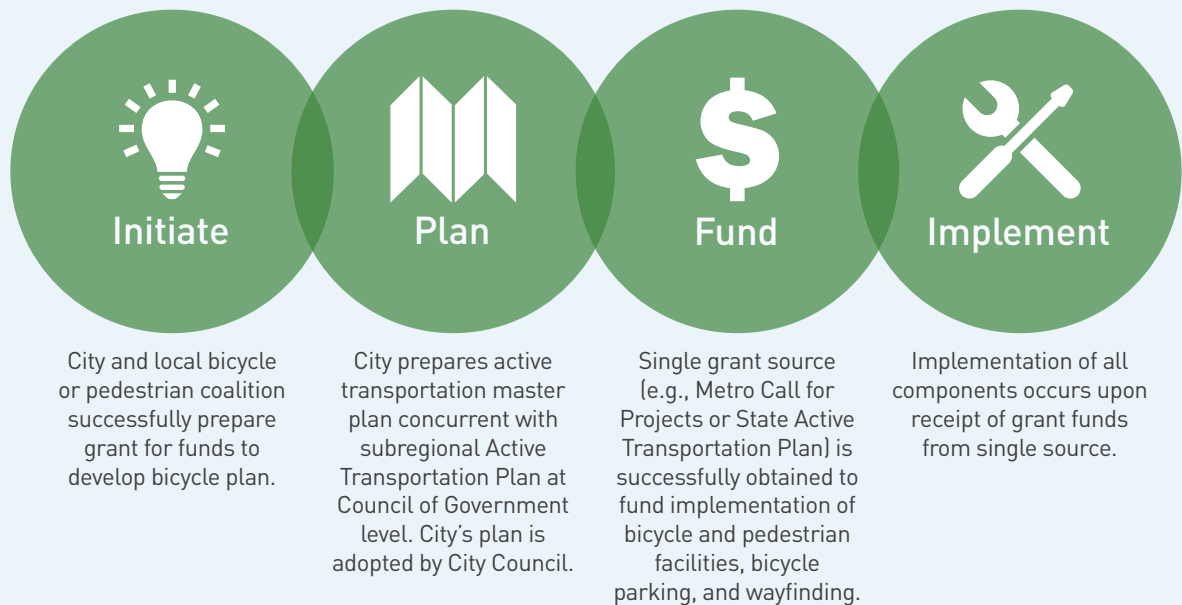 Initiate
City and local bicycle
or pedestrian coalition
successfully prepare
grant for funds to
develop bicycle plan.
Plan
City prepares active
transportation master
plan concurrent with
subregional Active
Transportation Plan at
Council of Government
level. City’s plan is
adopted by City Council.
Fund
Single grant source
(e.g., Metro Call for
Projects or State Active
Transportation Plan) is
successfully obtained to
fund implementation of
bicycle and pedestrian
facilities, bicycle
parking, and wayfinding.
Implement
Implementation of all
components occurs upon
receipt of grant funds
from single source.